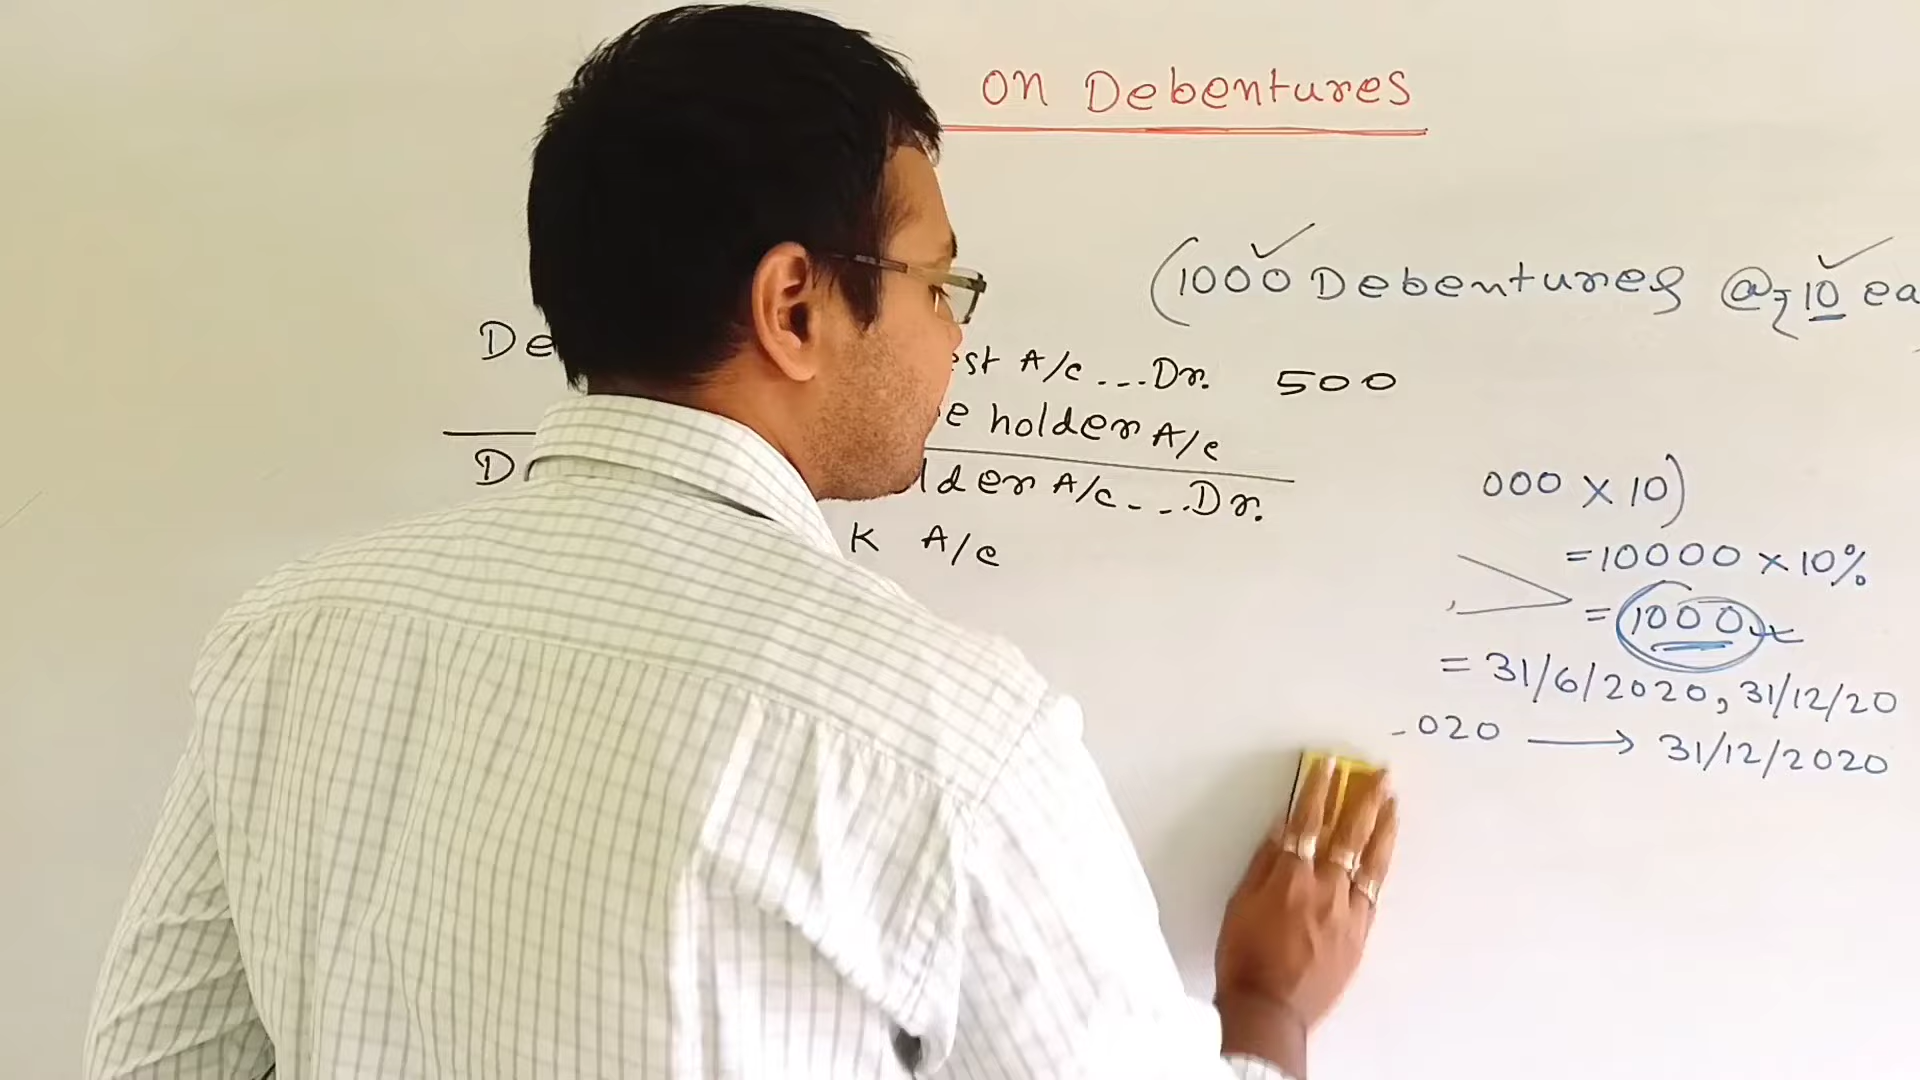 on Debentures
(1000 Debentures @ ₹10 ea
De est A/c ...Dr. 500
e holder A/c
D lder A/c...Dr.
K A/c
000 × 10)
= 10000 × 10%
= 1000
= 31/6/2020, 31/12/20
020 → 31/12/2020